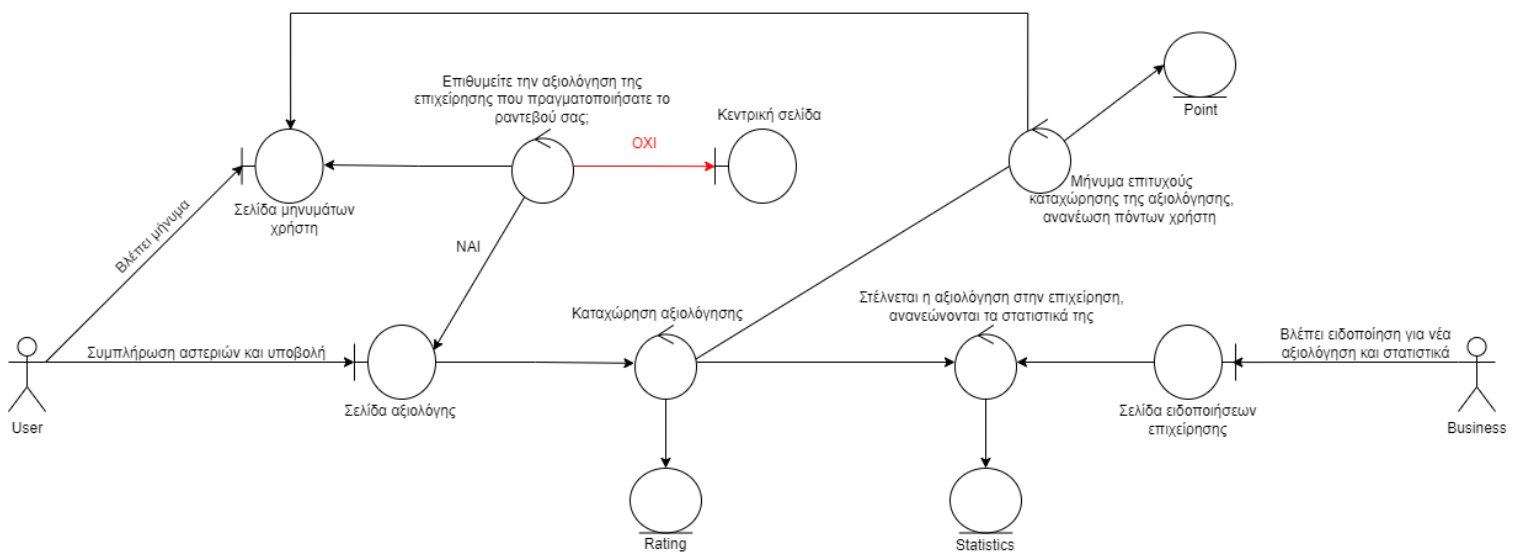 Επιθυμείτε την αξιολόγηση της
επιχείρησης που πραγματοποιήσατε το
ραντεβού σας;
Κεντρική σελίδα
Point
ΟΧΙ
Μήνυμα επιτυχούς
καταχώρησης της αξιολόγησης,
ανανέωση πόντων χρήστη
Σελίδα μηνυμάτων
χρήστη
Βλέπει μήνυμα
ΝΑΙ
Καταχώρηση αξιολόγησης
Στέλνεται η αξιολόγηση στην επιχείρηση,
ανανεώνονται τα στατιστικά της
Βλέπει ειδοποίηση για νέα
αξιολόγηση και στατιστικά
Συμπλήρωση αστεριών και υποβολή
Σελίδα αξιολόγης
Σελίδα ειδοποιήσεων
επιχείρησης
User
Business
Rating
Statistics